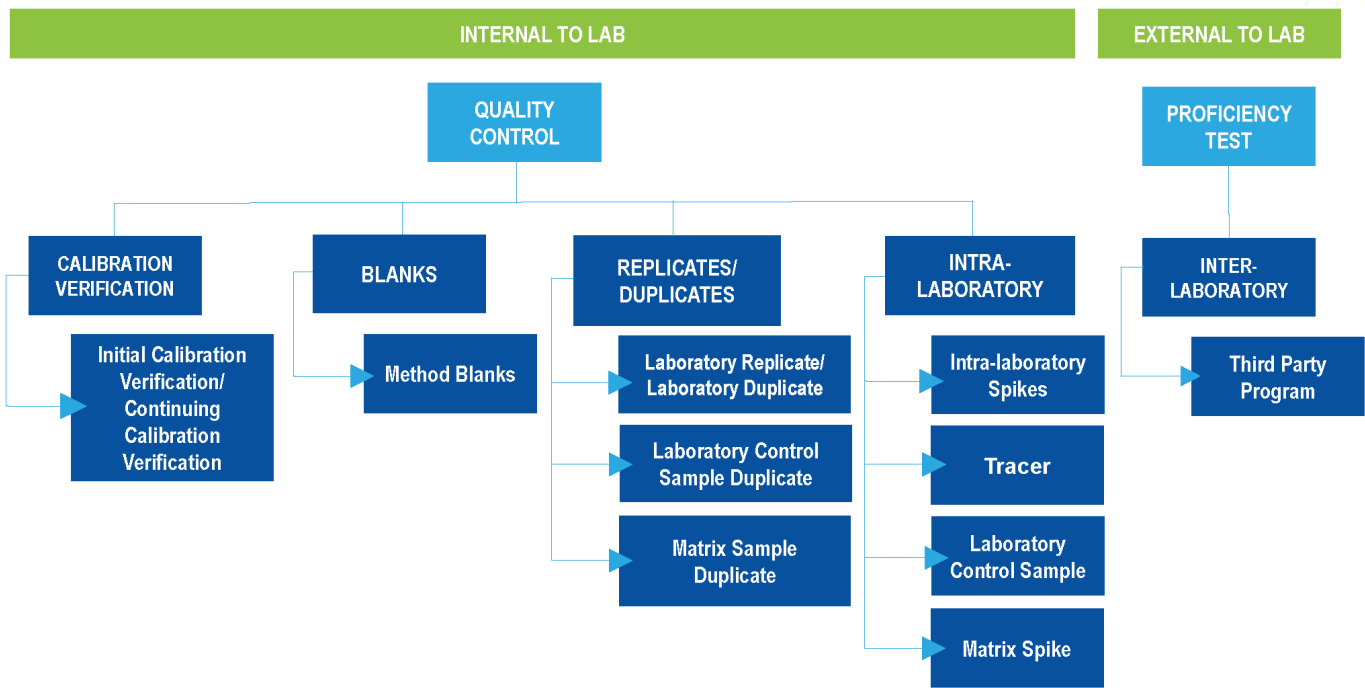 INTERNAL TO LAB
EXTERNAL TO LAB
QUALITY
CONTROL
PROFICIENCY
TEST
CALIBRATION
VERIFICATION
BLANKS
REPLICATES/
DUPLICATES
INTRA-
LABORATORY
INTER-
LABORATORY
Initial Calibration
Verification/
Continuing
Calibration
Verification
Method Blanks
Laboratory Replicate/
Laboratory Duplicate
Laboratory Control
Sample Duplicate
Matrix Sample
Duplicate
Intra-laboratory
Spikes
Tracer
Laboratory
Control Sample
Matrix Spike
Third Party
Program